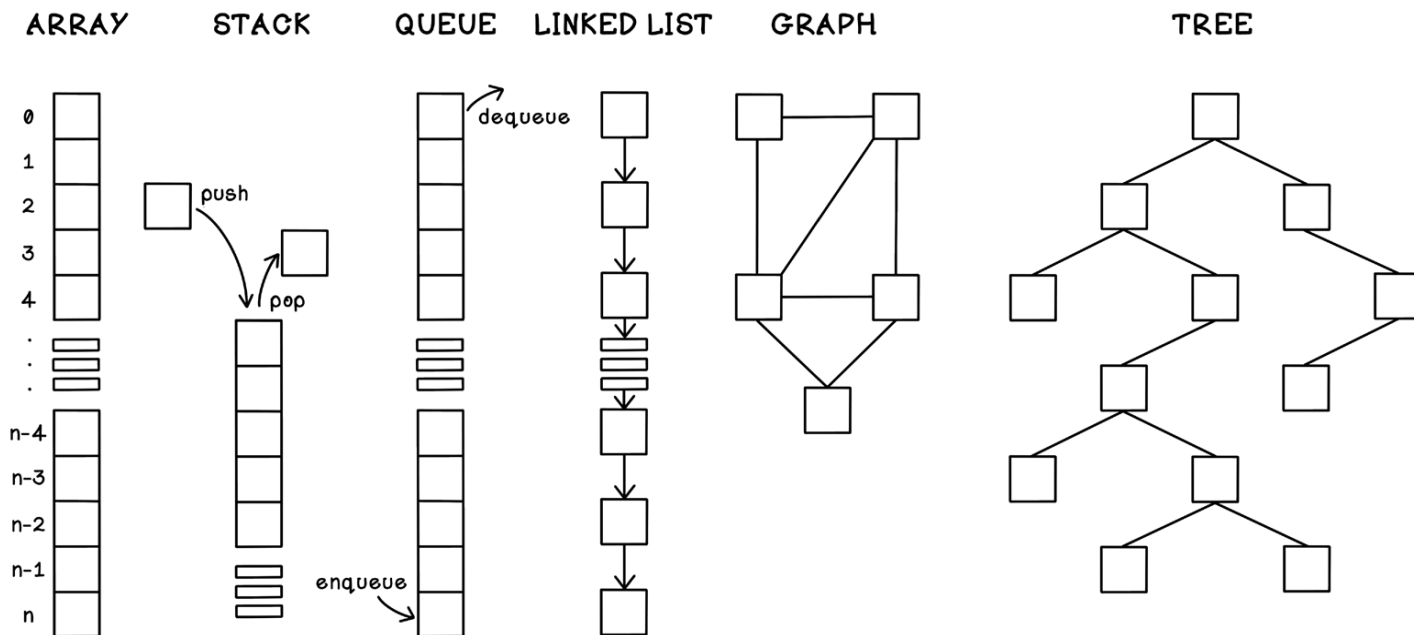 ARRAY STACK QUEUE LINKED LIST GRAPH TREE
0
dequeue
1
2
push
3
4
pop
.
.
.
n-4
n-3
n-2
n-1
enqueue
n